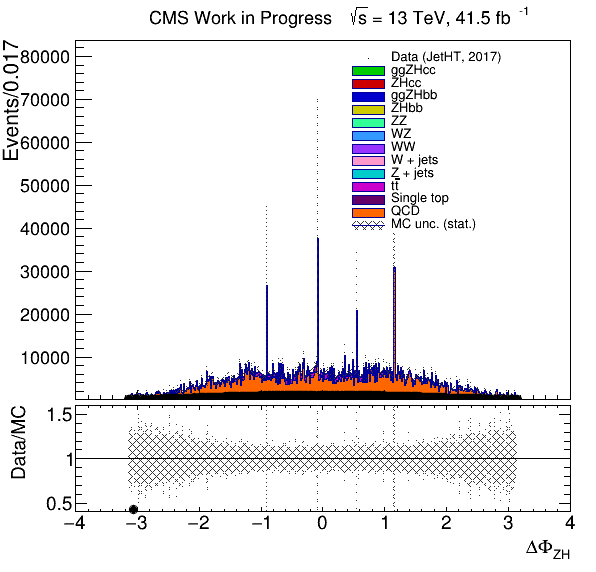 CMS Work in Progress √s = 13 TeV, 41.5 fb⁻¹
Events/0.017
80000
70000
60000
50000
40000
30000
20000
10000
Data (JetHT, 2017)
ggZHcc
ZHcc
ggZHbb
ZHbb
ZZ
WZ
WW
W + jets
Z + jets
tt̅
Single top
QCD
MC unc. (stat.)
Data/MC
1.5
1
0.5
−4 −3 −2 −1 0 1 2 3 4
ΔΦ_ZH